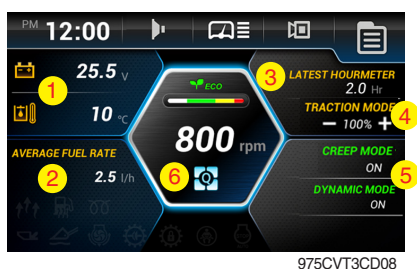 PM 12:00
1
25.5 V
10 ℃
AVERAGE FUEL RATE
2
2.5 l/h
ECO
800 rpm
6
Q
3
LATEST HOURMETER
2.0 Hr
TRACTION MODE
4
− 100% +
CREEP MODE
ON
5
DYNAMIC MODE
ON
975CVT3CD08